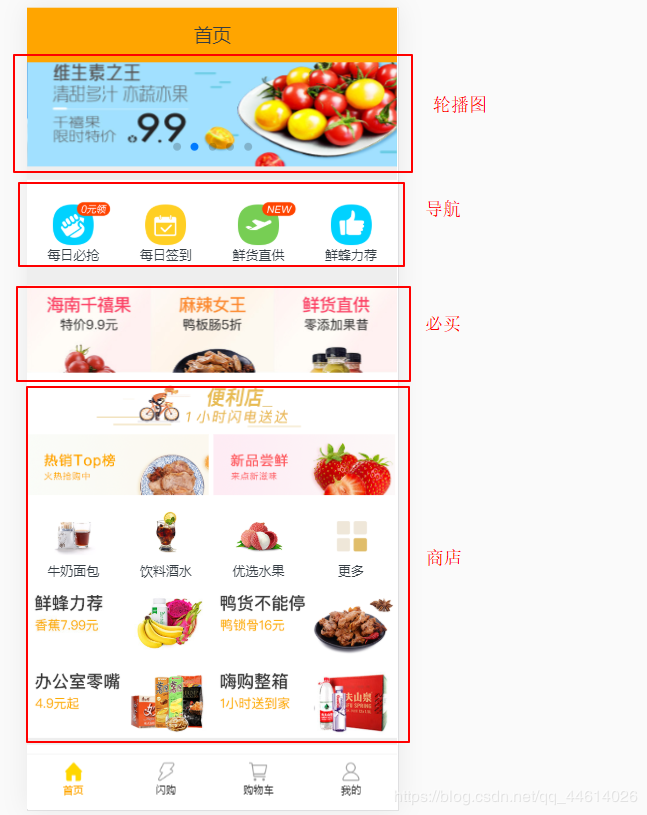 首页
维生素之王
清甜多汁 亦蔬亦果
千禧果
限时特价
9.9
轮播图
0元领
NEW
每日必抢
每日签到
鲜货直供
鲜蜂力荐
导航
海南千禧果
麻辣女王
鲜货直供
特价9.9元
鸭板肠5折
零添加果昔
必买
便利店_
1小时闪电送达
热销Top榜
火热抢购中
新品尝鲜
来点新滋味
牛奶面包
饮料酒水
优选水果
更多
商店
鲜蜂力荐
香蕉7.99元
鸭货不能停
鸭锁骨16元
办公室零嘴
4.9元起
嗨购整箱
1小时送到家
首页
闪购
购物车
我的
https://blog.csdn.net/qq_44614026